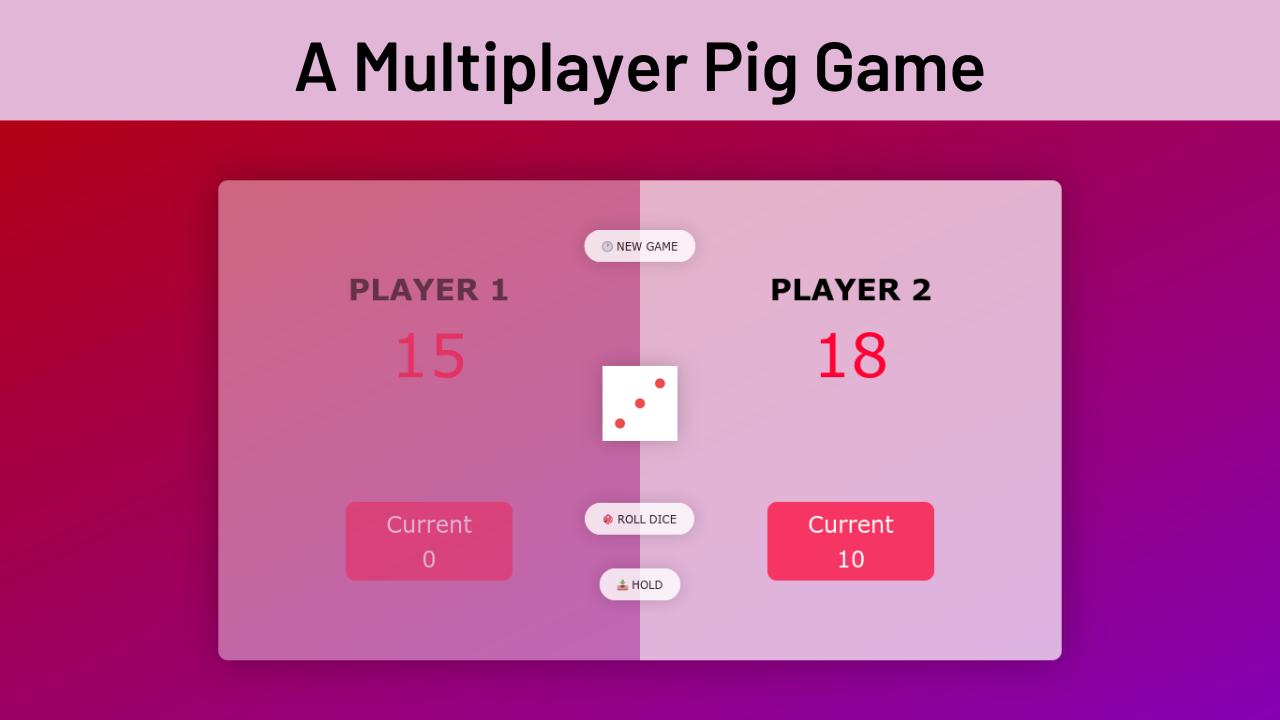 A Multiplayer Pig Game
NEW GAME
PLAYER 1
15
Current
0
PLAYER 2
18
Current
10
ROLL DICE
HOLD